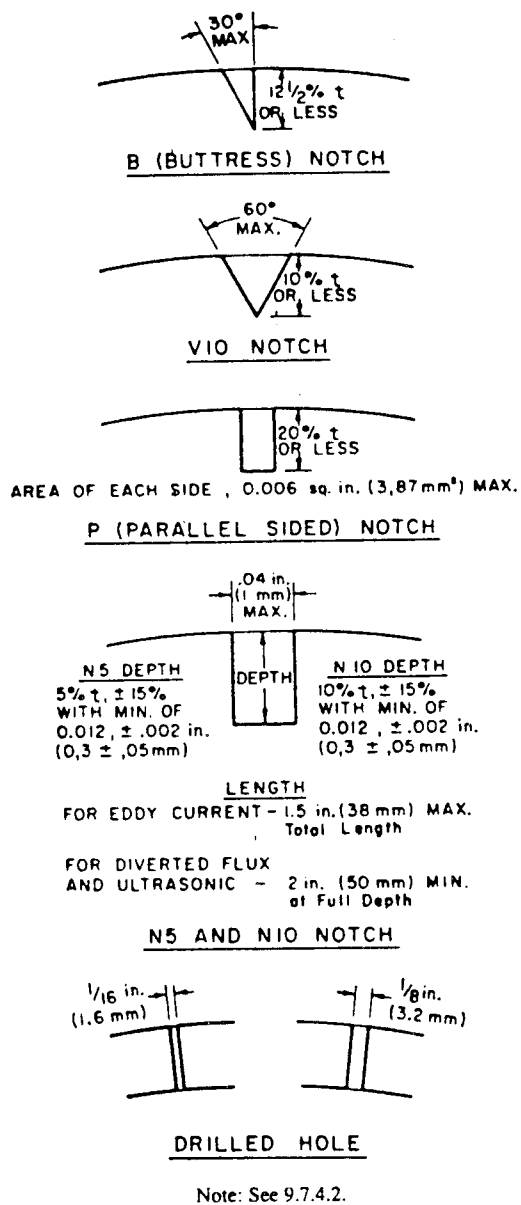 30°
MAX
12 1/2% t
OR LESS
B (BUTTRESS) NOTCH
60°
MAX.
10% t
OR LESS
V10 NOTCH
20% t
OR LESS
AREA OF EACH SIDE , 0.006 sq. in. (3,87mm²) MAX.
P (PARALLEL SIDED) NOTCH
.04 in.
(1 mm)
MAX.
DEPTH
N5 DEPTH
5% t, ± 15%
WITH MIN. OF
0.012 , ± .002 in.
(0,3 ± ,05mm)
N10 DEPTH
10% t, ± 15%
WITH MIN. OF
0.012, ± .002 in.
(0,3 ± ,05mm)
LENGTH
FOR EDDY CURRENT - 1.5 in. (38 mm) MAX.
Total Length
FOR DIVERTED FLUX
AND ULTRASONIC - 2 in. (50 mm) MIN.
at Full Depth
N5 AND N10 NOTCH
1/16 in.
(1.6 mm)
1/8 in.
(3.2 mm)
DRILLED HOLE
Note: See 9.7.4.2.